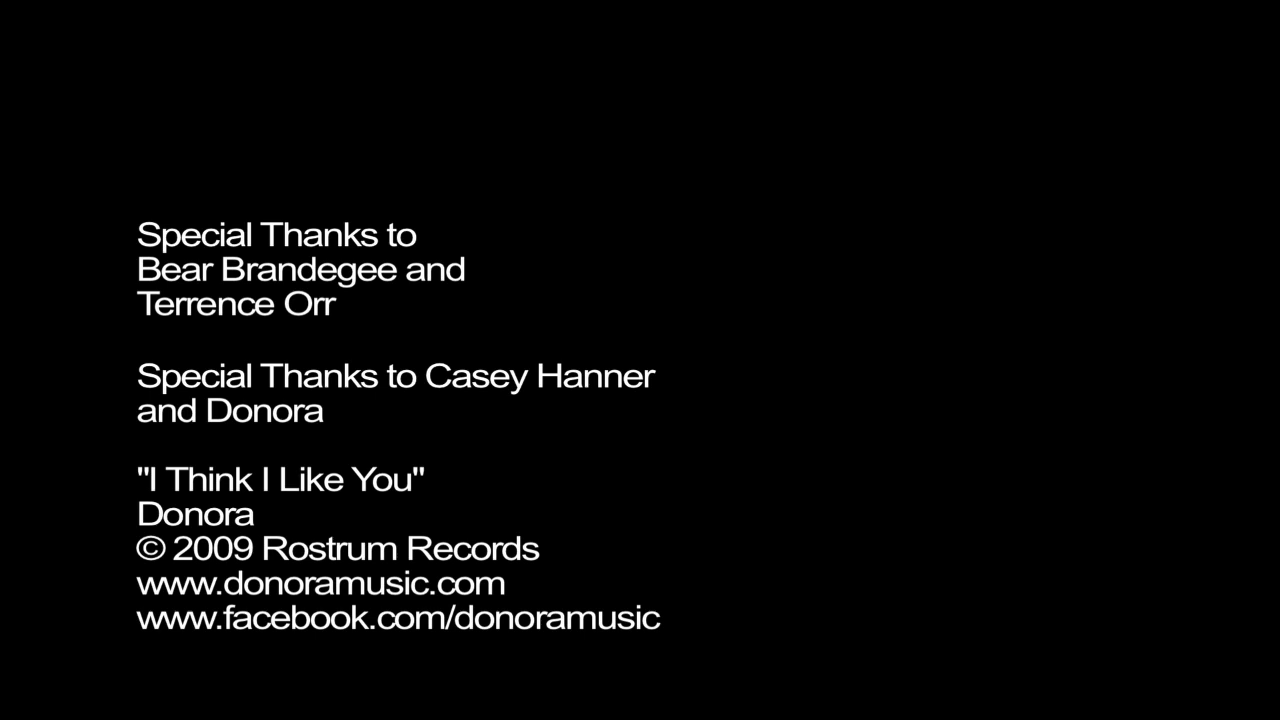 Special Thanks to
Bear Brandegee and
Terrence Orr
Special Thanks to Casey Hanner
and Donora
"I Think I Like You"
Donora
© 2009 Rostrum Records
www.donoramusic.com
www.facebook.com/donoramusic